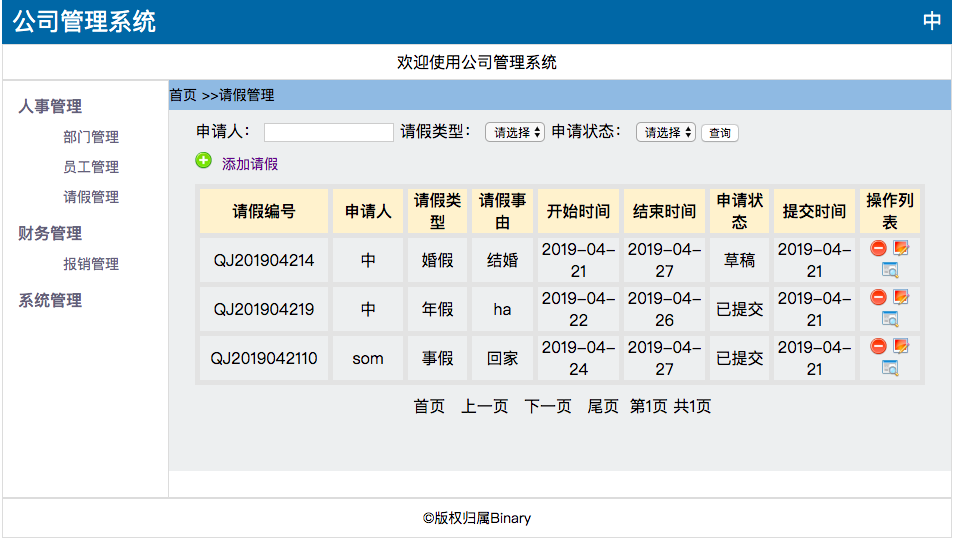 公司管理系统 中
欢迎使用公司管理系统
人事管理
部门管理
员工管理
请假管理
财务管理
报销管理
系统管理
首页 >>请假管理
申请人： 请假类型： 请选择 申请状态： 请选择 查询
添加请假
请假编号 申请人 请假类型 请假事由 开始时间 结束时间 申请状态 提交时间 操作列表
QJ201904214 中 婚假 结婚 2019-04-21 2019-04-27 草稿 2019-04-21
QJ201904219 中 年假 ha 2019-04-22 2019-04-26 已提交 2019-04-21
QJ2019042110 som 事假 回家 2019-04-24 2019-04-27 已提交 2019-04-21
首页 上一页 下一页 尾页 第1页 共1页
©版权归属Binary